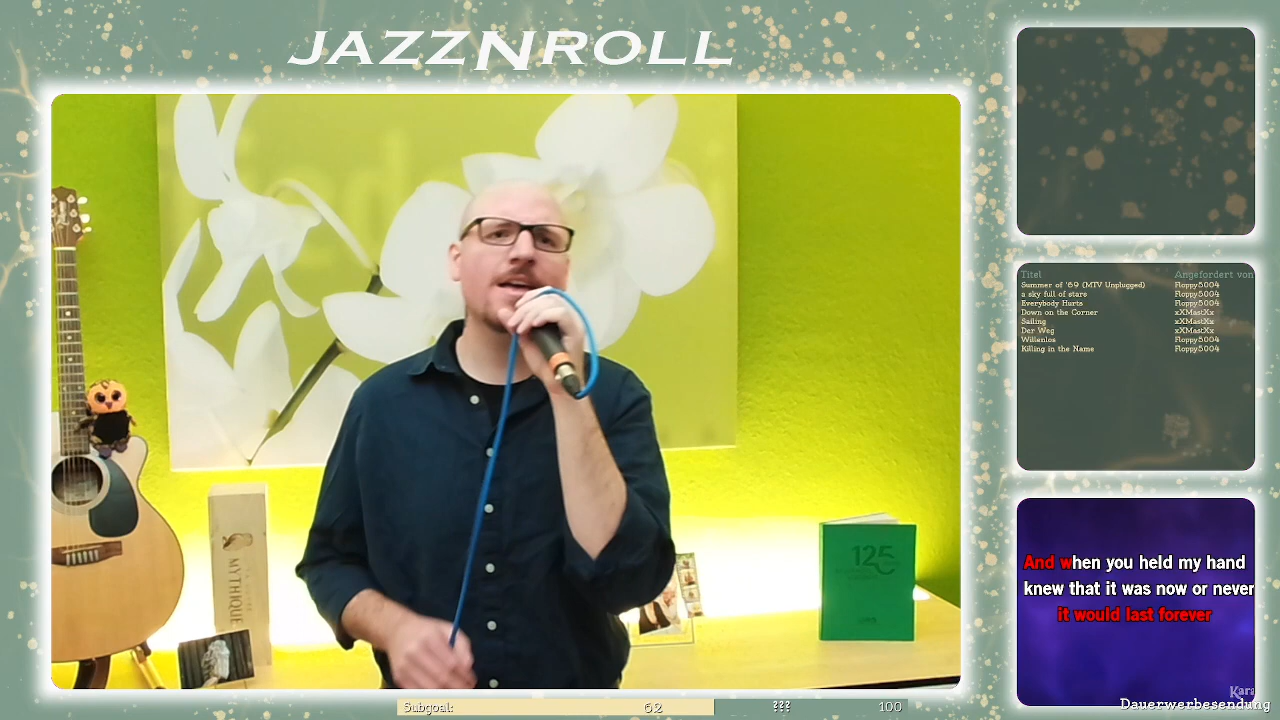 JAZZNROLL
Titel Angefordert von
Summer of '69 (MTV Unplugged) Floppy5004
a sky full of stars Floppy5004
Everybody Hurts Floppy5004
Down on the Corner xXMastXx
Sailing xXMastXx
Der Weg xXMastXx
Willenlos Floppy5004
Killing in the Name Floppy5004
MYTHIQUE
125
And when you held my hand
knew that it was now or never
it would last forever
Kara
Dauerwerbesendung
Subgoal: 62 ??? 100